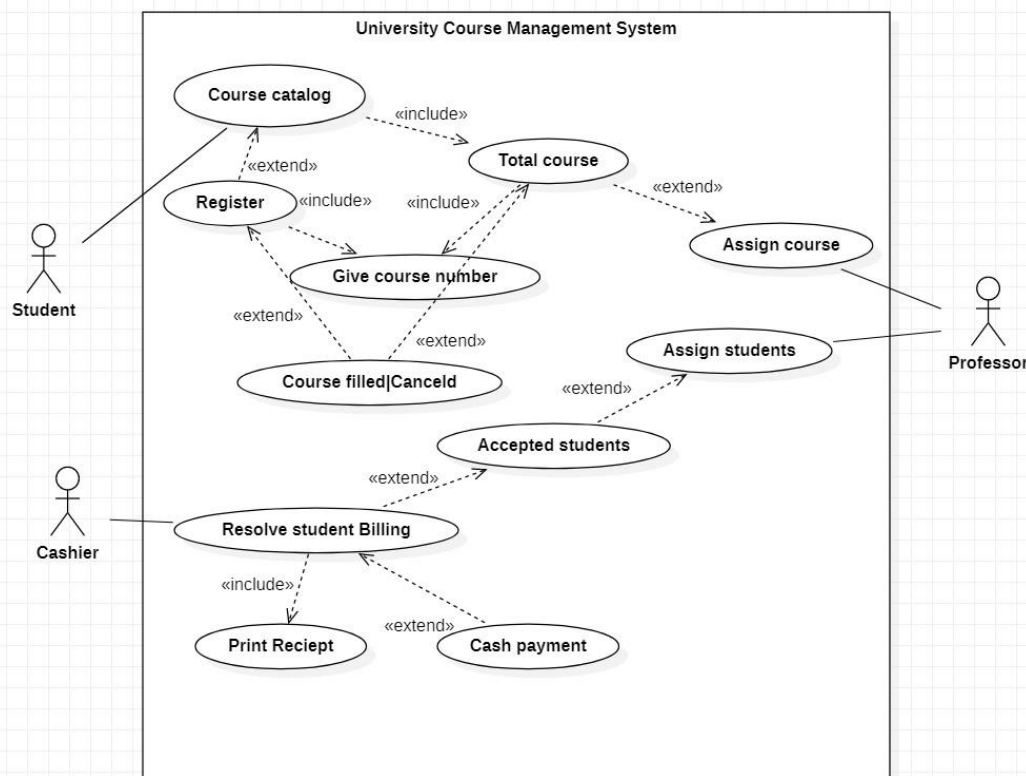 University Course Management System
Course catalog
«include»
Total course
«extend»
Register
«include»
«include»
«extend»
Assign course
Give course number
Student
«extend»
«extend»
Assign students
Professor
Course filled|Canceld
«extend»
Accepted students
«extend»
Resolve student Billing
Cashier
«include»
«extend»
Print Reciept
Cash payment